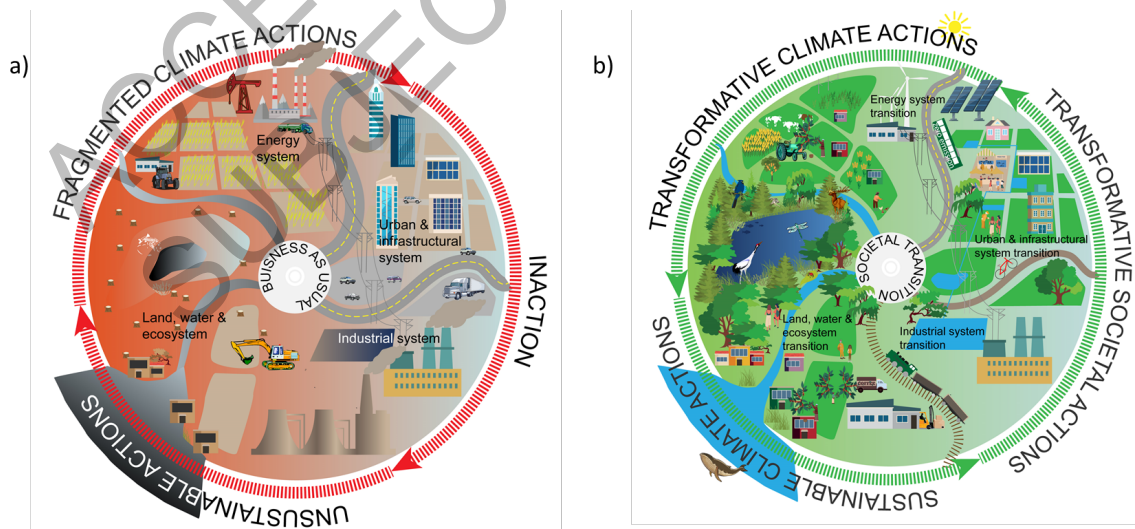 a)
FRAGMENTED CLIMATE ACTIONS
INACTION
UNSUSTAINABLE ACTIONS
Energy
system
Urban &
infrastructural
system
BUISNESS AS USUAL
Land, water &
ecosystem
Industrial system
b)
TRANSFORMATIVE CLIMATE ACTIONS
TRANSFORMATIVE SOCIETAL ACTIONS
SUSTAINABLE CLIMATE ACTIONS
Energy system
transition
Urban & infrastructural
system transition
SOCIETAL TRANSITION
Land, water &
ecosystem
transition
Industrial system
transition